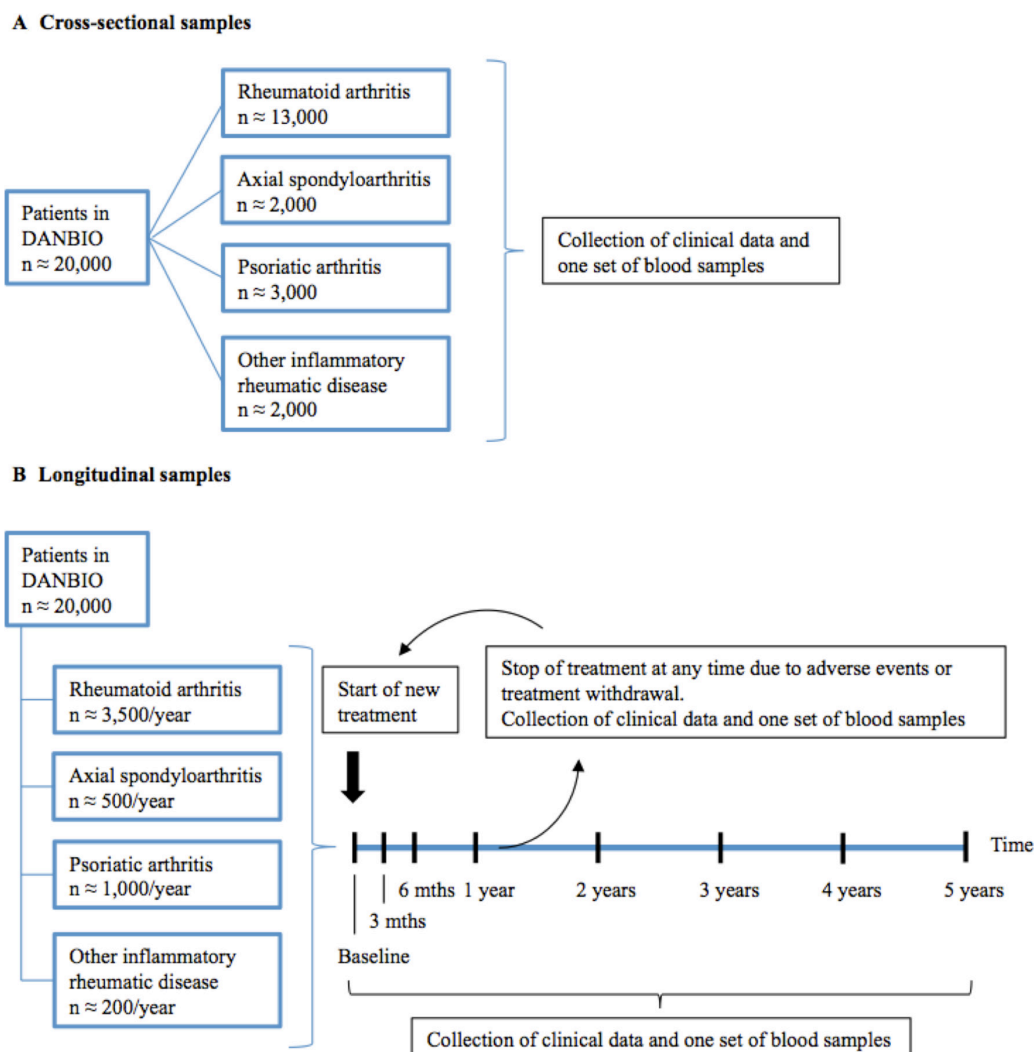 A Cross-sectional samples
Patients in
DANBIO
n ≈ 20,000
Rheumatoid arthritis
n ≈ 13,000
Axial spondyloarthritis
n ≈ 2,000
Psoriatic arthritis
n ≈ 3,000
Other inflammatory
rheumatic disease
n ≈ 2,000
Collection of clinical data and
one set of blood samples
B Longitudinal samples
Patients in
DANBIO
n ≈ 20,000
Rheumatoid arthritis
n ≈ 3,500/year
Axial spondyloarthritis
n ≈ 500/year
Psoriatic arthritis
n ≈ 1,000/year
Other inflammatory
rheumatic disease
n ≈ 200/year
Start of new
treatment
Stop of treatment at any time due to adverse events or
treatment withdrawal.
Collection of clinical data and one set of blood samples
Time
6 mths 1 year 2 years 3 years 4 years 5 years
3 mths
Baseline
Collection of clinical data and one set of blood samples